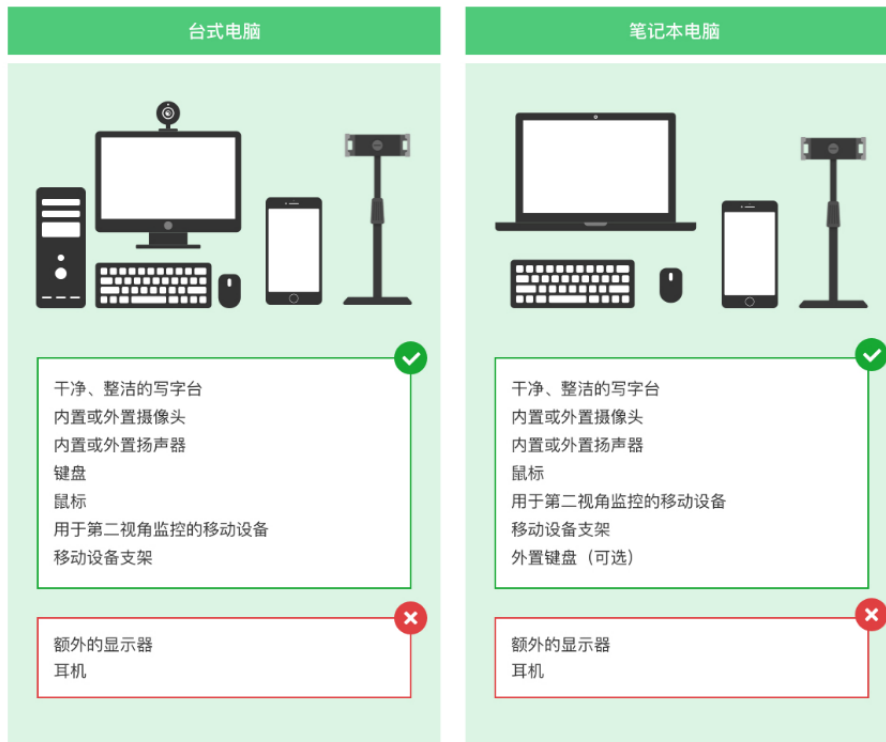 台式电脑
干净、整洁的写字台
内置或外置摄像头
内置或外置扬声器
键盘
鼠标
用于第二视角监控的移动设备
移动设备支架
额外的显示器
耳机
笔记本电脑
干净、整洁的写字台
内置或外置摄像头
内置或外置扬声器
鼠标
用于第二视角监控的移动设备
移动设备支架
外置键盘（可选）
额外的显示器
耳机